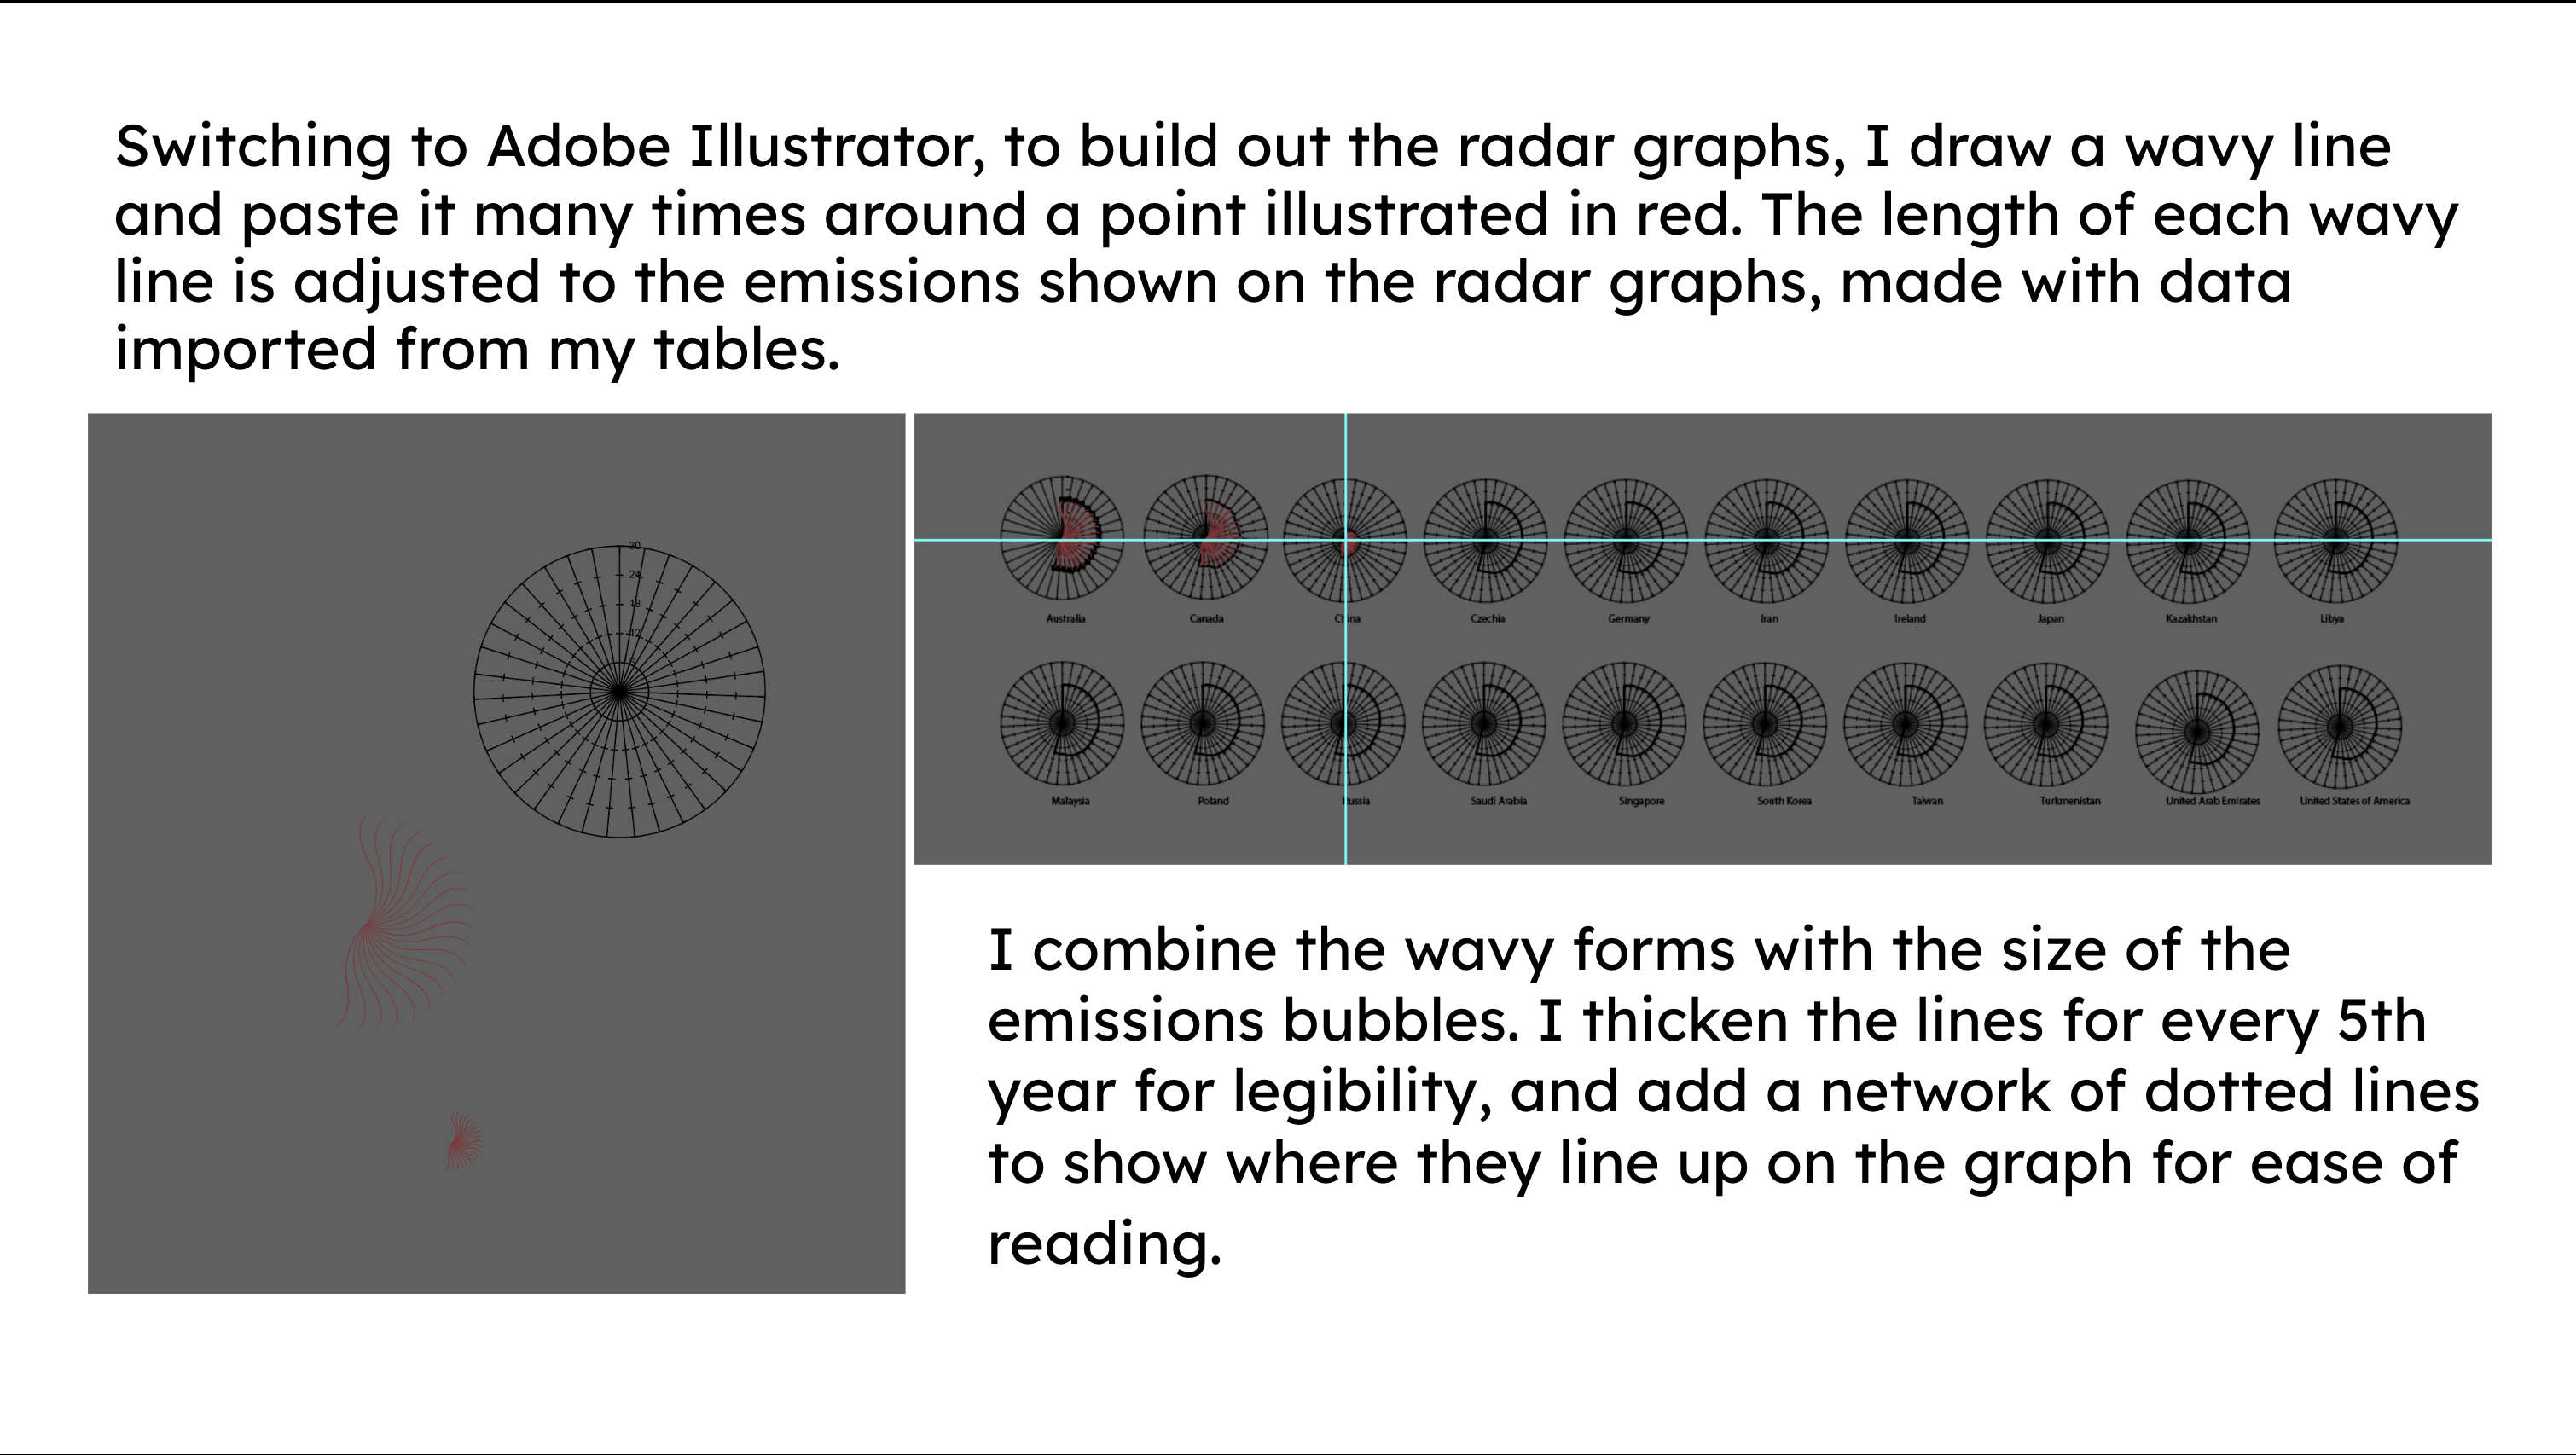 Switching to Adobe Illustrator, to build out the radar graphs, I draw a wavy line
and paste it many times around a point illustrated in red. The length of each wavy
line is adjusted to the emissions shown on the radar graphs, made with data
imported from my tables.
30
24
18
12
6
Australia
Canada
China
Czechia
Germany
Iran
Ireland
Japan
Kazakhstan
Libya
Malaysia
Poland
Russia
Saudi Arabia
Singapore
South Korea
Taiwan
Turkmenistan
United Arab Emirates
United States of America
I combine the wavy forms with the size of the
emissions bubbles. I thicken the lines for every 5th
year for legibility, and add a network of dotted lines
to show where they line up on the graph for ease of
reading.